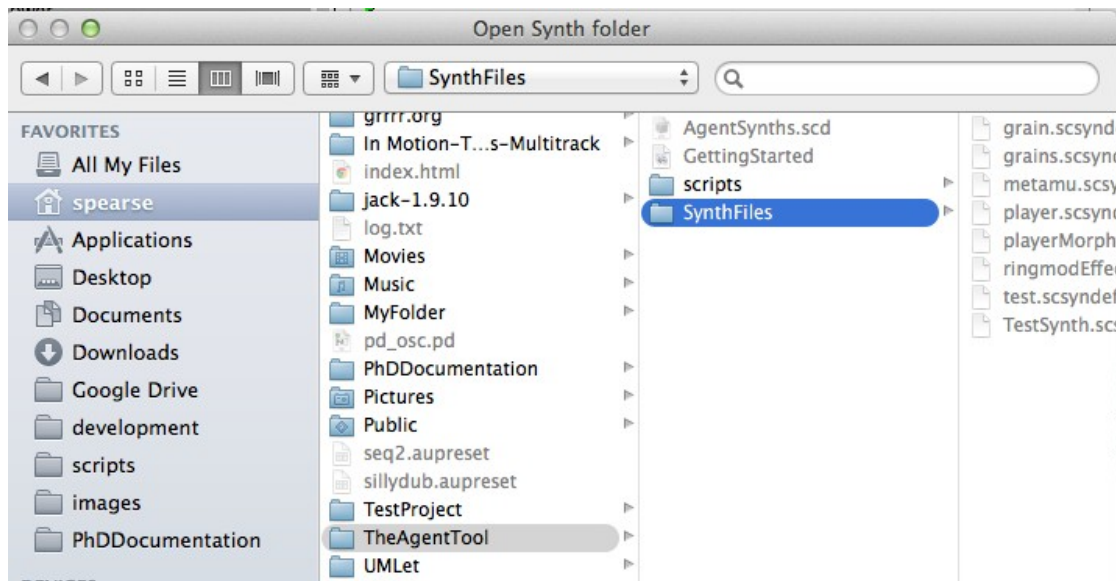 Open Synth folder
SynthFiles
FAVORITES
All My Files
spearse
Applications
Desktop
Documents
Downloads
Google Drive
development
scripts
images
PhDDocumentation
grrrr.org
In Motion-T...s-Multitrack
index.html
jack-1.9.10
log.txt
Movies
Music
MyFolder
pd_osc.pd
PhDDocumentation
Pictures
Public
seq2.aupreset
sillydub.aupreset
TestProject
TheAgentTool
UMLet
AgentSynths.scd
GettingStarted
scripts
SynthFiles
grain.scsynd
grains.scsynd
metamu.scsy
player.scsynd
playerMorph
ringmodEffe
test.scsyndef
TestSynth.scs